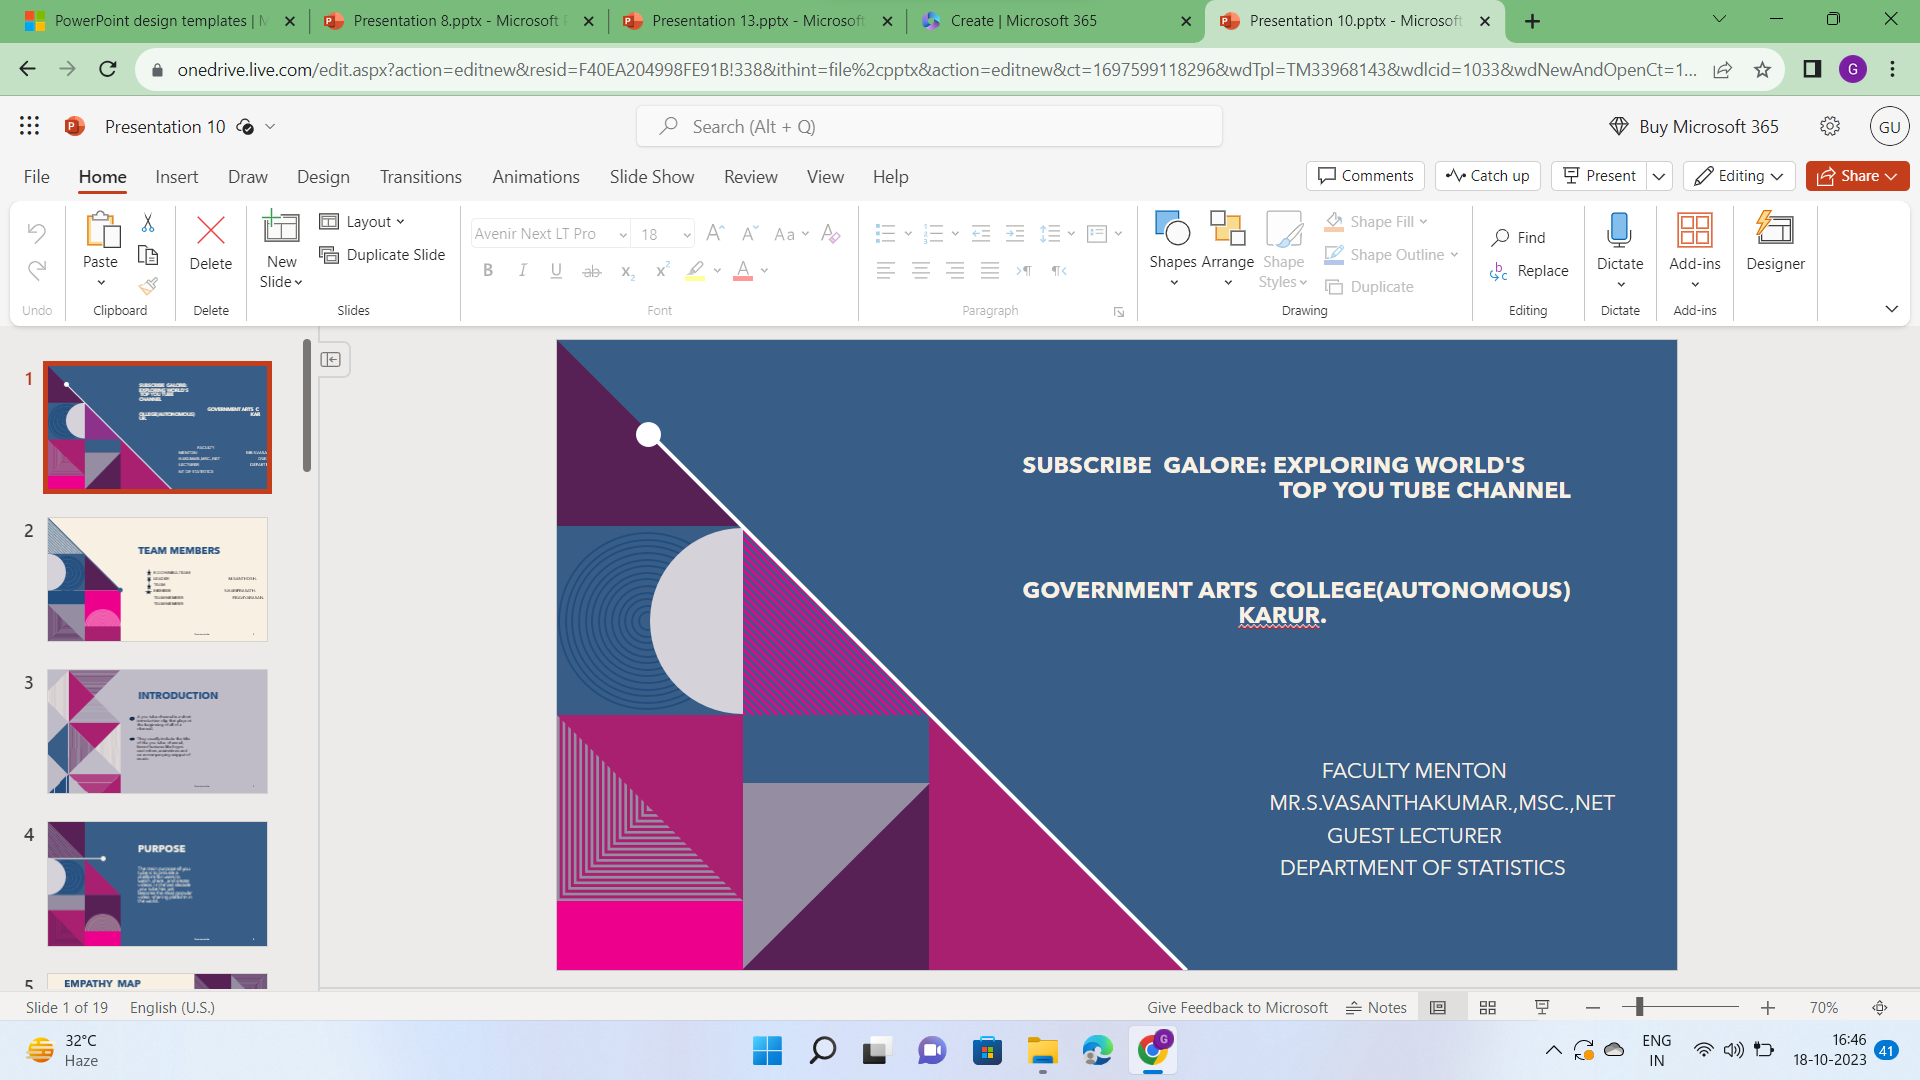 PowerPoint design templates | M
Presentation 8.pptx - Microsoft P
Presentation 13.pptx - Microsoft
Create | Microsoft 365
Presentation 10.pptx - Microsoft
onedrive.live.com/edit.aspx?action=editnew&resid=F40EA204998FE91B!338&ithint=file%2cpptx&action=editnew&ct=1697599118296&wdTpl=TM33968143&wdlcid=1033&wdNewAndOpenCt=1...
G
Presentation 10
Search (Alt + Q)
Buy Microsoft 365
GU
File Home Insert Draw Design Transitions Animations Slide Show Review View Help
Comments Catch up Present Editing Share
Paste
Delete
New Slide
Layout
Duplicate Slide
Avenir Next LT Pro 18
Shapes Arrange Shape Styles
Shape Fill
Shape Outline
Duplicate
Find
Replace
Dictate
Add-ins
Designer
Undo Clipboard Delete Slides Font Paragraph Drawing Editing Dictate Add-ins
1
2
TEAM MEMBERS
3
INTRODUCTION
4
PURPOSE
5
EMPATHY MAP
SUBSCRIBE GALORE: EXPLORING WORLD'S
TOP YOU TUBE CHANNEL
GOVERNMENT ARTS COLLEGE(AUTONOMOUS)
KARUR.
FACULTY MENTON
MR.S.VASANTHAKUMAR.,MSC.,NET
GUEST LECTURER
DEPARTMENT OF STATISTICS
Slide 1 of 19 English (U.S.)
Give Feedback to Microsoft Notes 70%
32°C
Haze
G
ENG
IN
16:46
18-10-2023
41